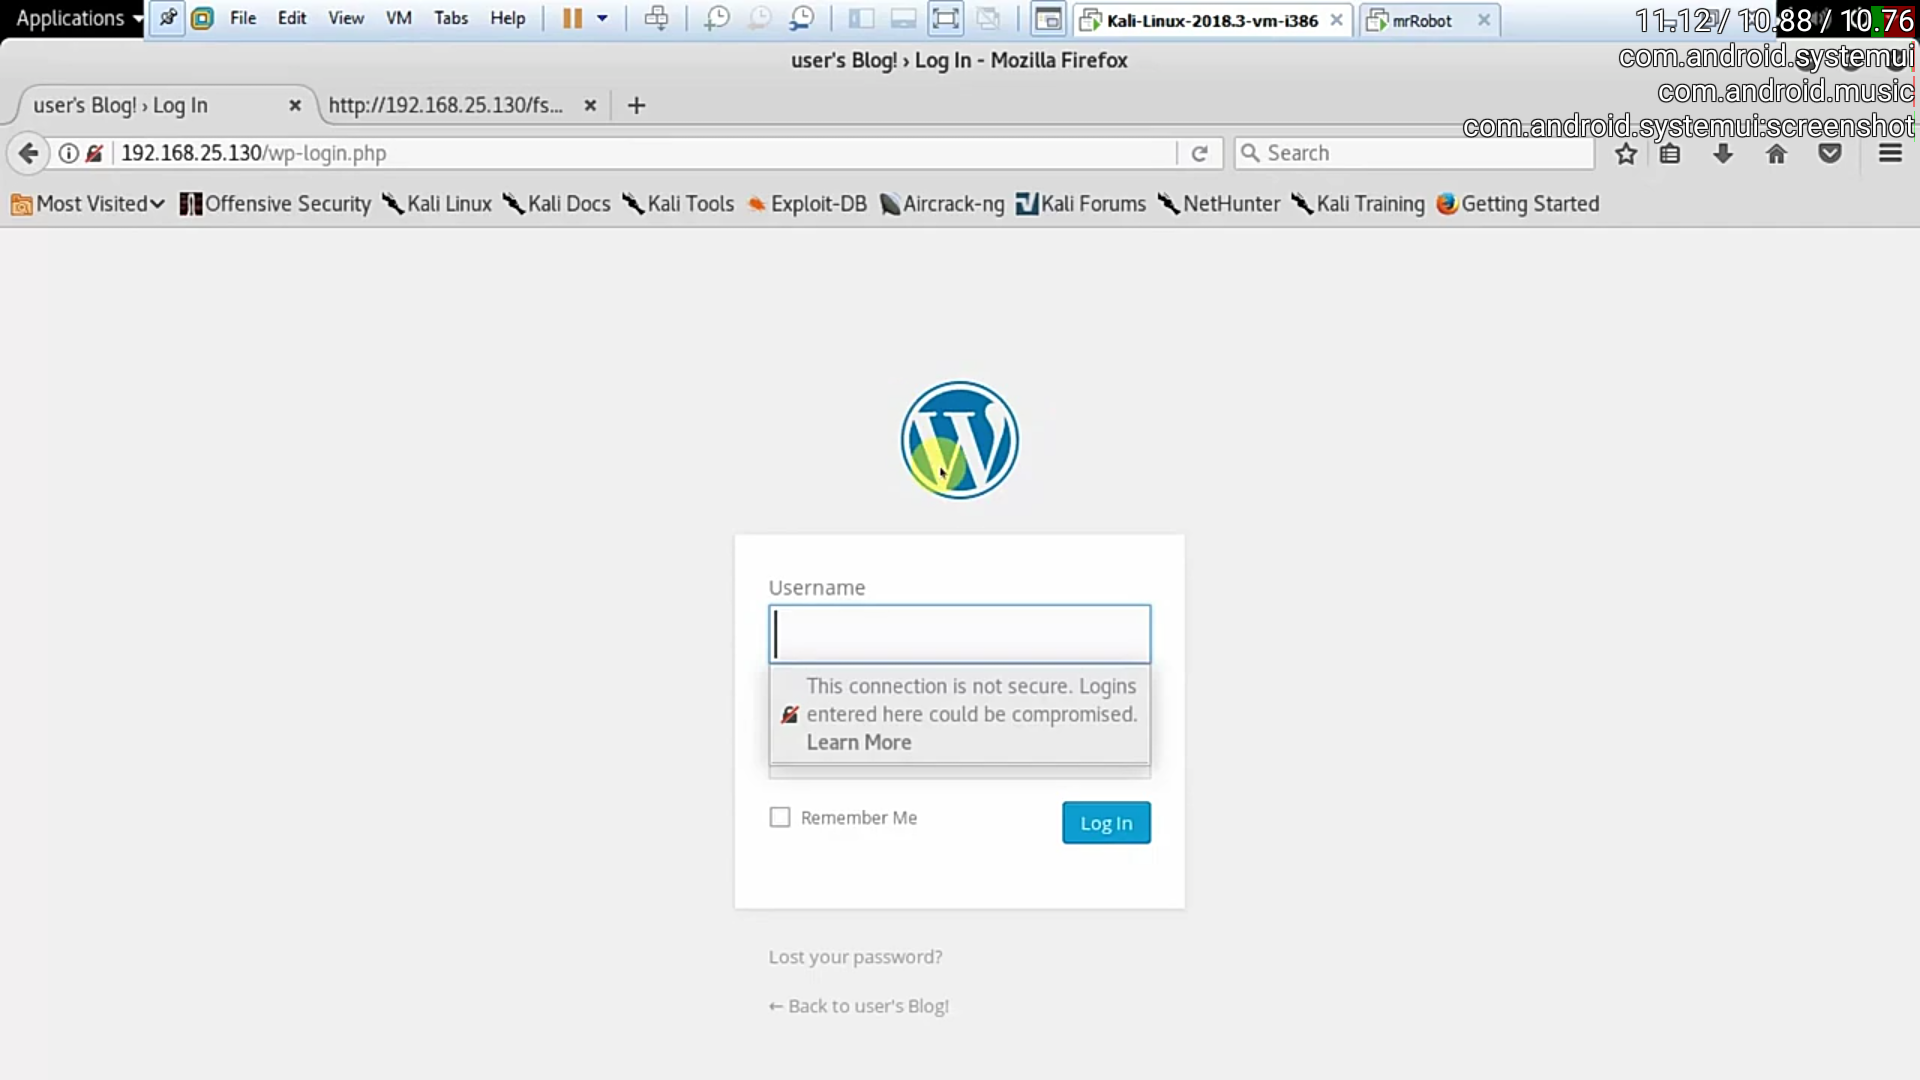 Applications File Edit View VM Tabs Help Kali-Linux-2018.3-vm-i386 mrRobot 11.12 / 10.88 / 10.76
com.android.systemui
user's Blog! › Log In - Mozilla Firefox
com.android.music
user's Blog! › Log In http://192.168.25.130/fs...
com.android.systemui:screenshot
192.168.25.130/wp-login.php Search
Most Visited Offensive Security Kali Linux Kali Docs Kali Tools Exploit-DB Aircrack-ng Kali Forums NetHunter Kali Training Getting Started
Username
This connection is not secure. Logins
entered here could be compromised.
Learn More
Remember Me Log In
Lost your password?
← Back to user's Blog!